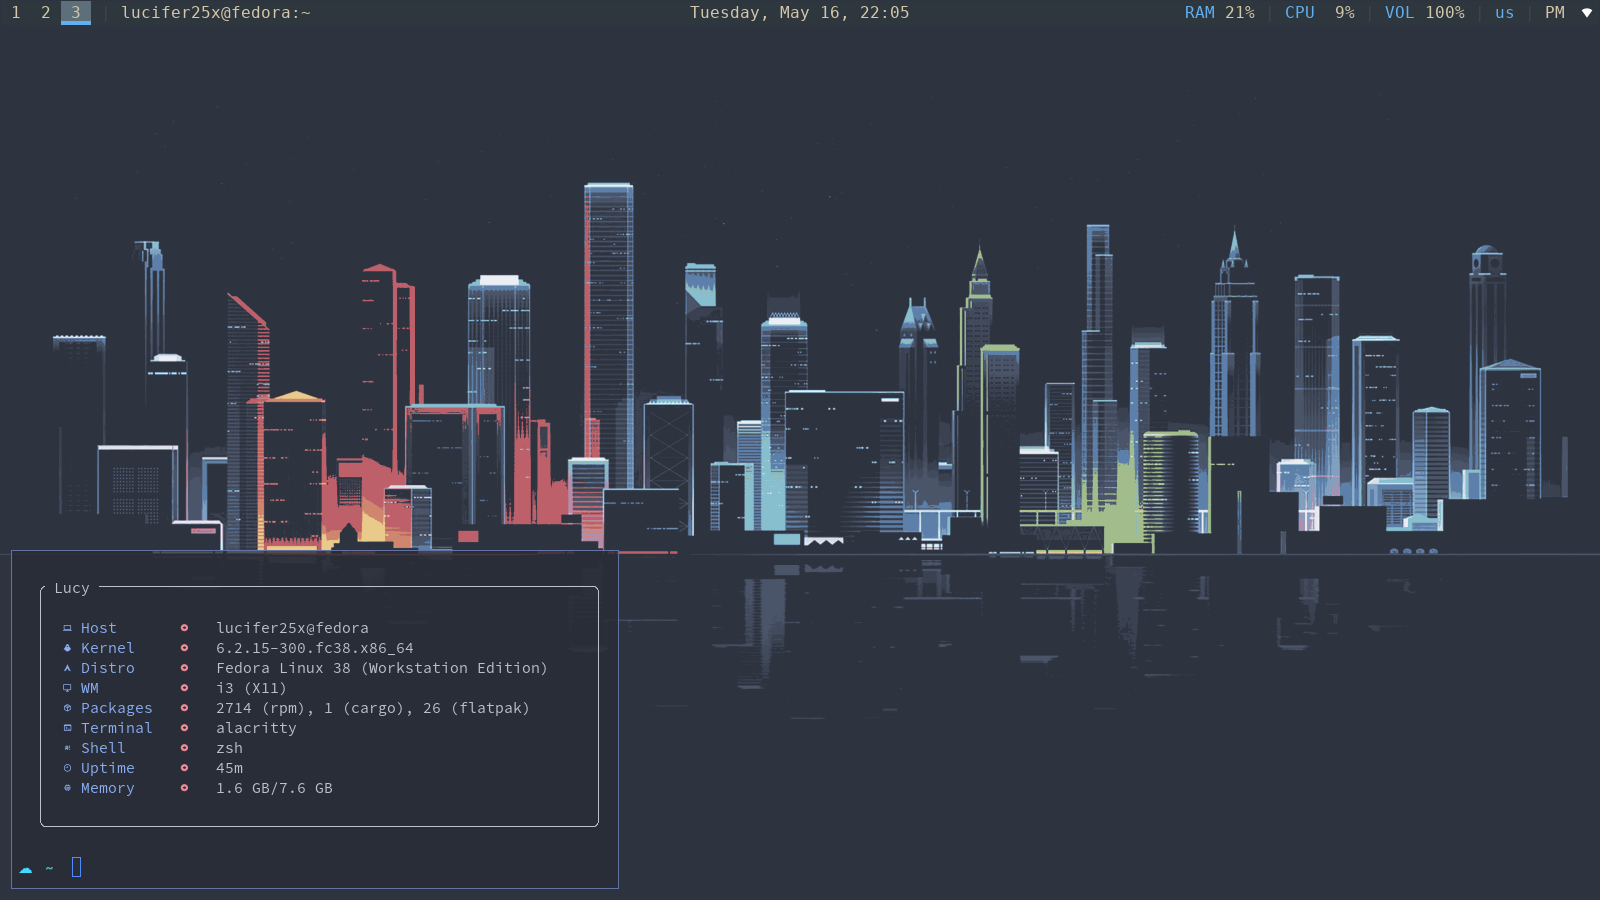 1 2 3 lucifer25x@fedora:~ Tuesday, May 16, 22:05 RAM 21% CPU 9% VOL 100% us PM
Lucy
Host lucifer25x@fedora
Kernel 6.2.15-300.fc38.x86_64
Distro Fedora Linux 38 (Workstation Edition)
WM i3 (X11)
Packages 2714 (rpm), 1 (cargo), 26 (flatpak)
Terminal alacritty
Shell zsh
Uptime 45m
Memory 1.6 GB/7.6 GB
~